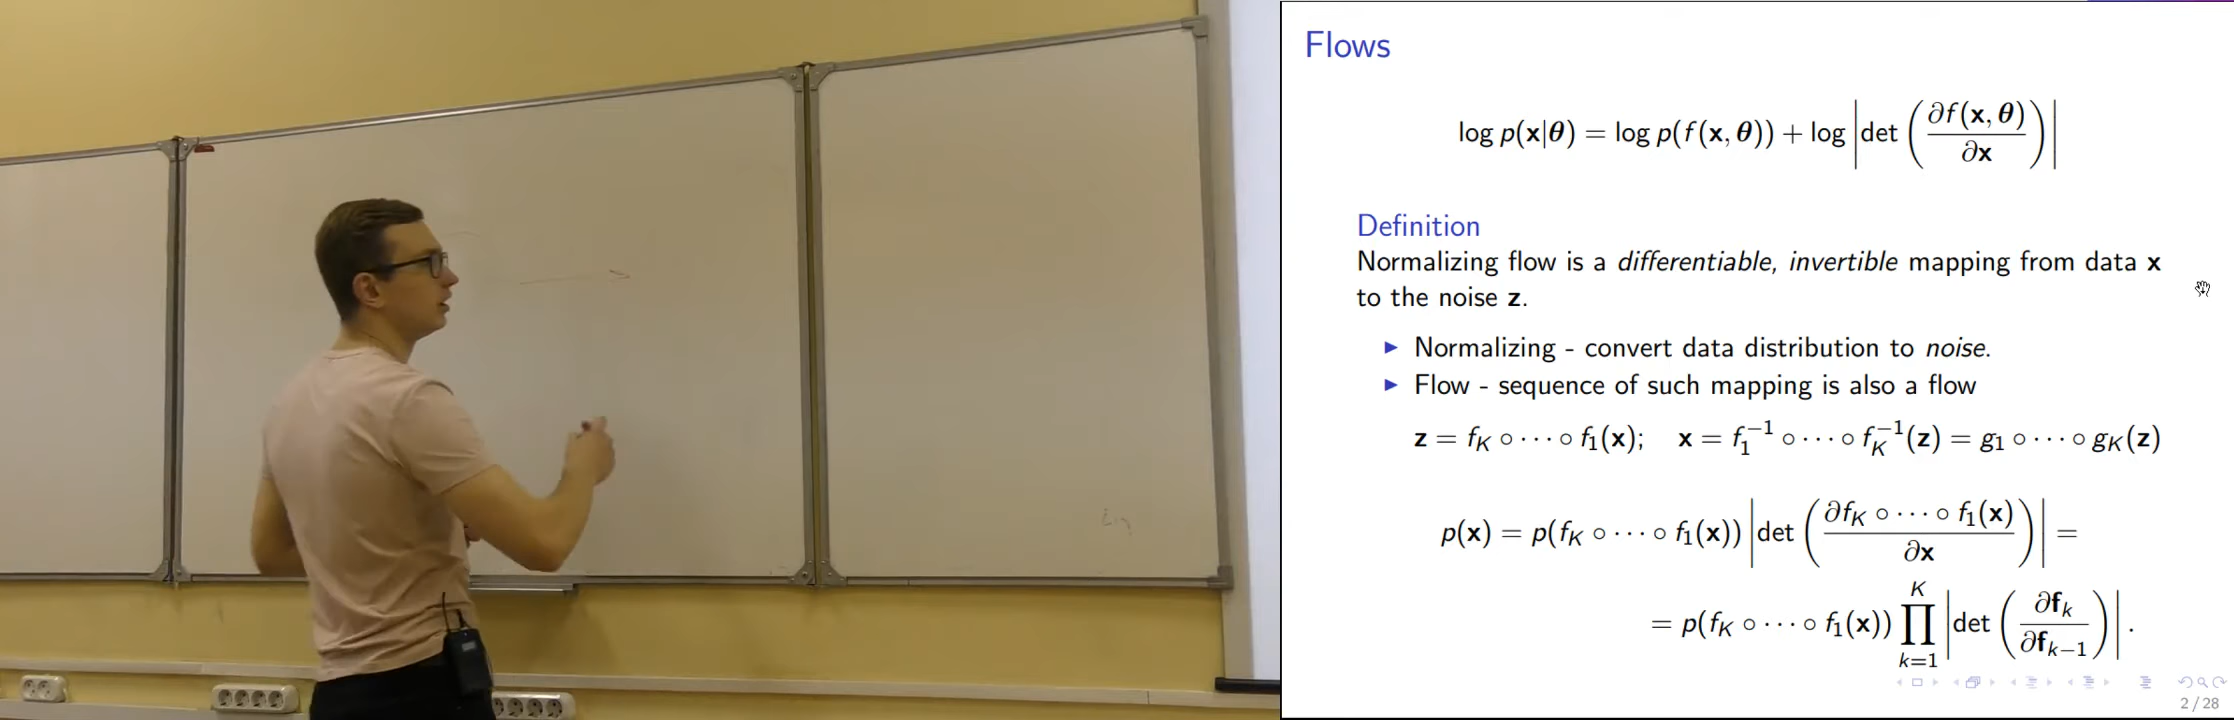 Flows
log p(x|θ) = log p(f(x, θ)) + log |det (∂f(x, θ) / ∂x)|
Definition
Normalizing flow is a differentiable, invertible mapping from data x
to the noise z.
▶ Normalizing - convert data distribution to noise.
▶ Flow - sequence of such mapping is also a flow
z = f_K ∘ ⋯ ∘ f_1(x);   x = f_1^{-1} ∘ ⋯ ∘ f_K^{-1}(z) = g_1 ∘ ⋯ ∘ g_K(z)
p(x) = p(f_K ∘ ⋯ ∘ f_1(x)) |det (∂f_K ∘ ⋯ ∘ f_1(x) / ∂x)| =
= p(f_K ∘ ⋯ ∘ f_1(x)) ∏_{k=1}^{K} |det (∂f_k / ∂f_{k−1})|.
2 / 28